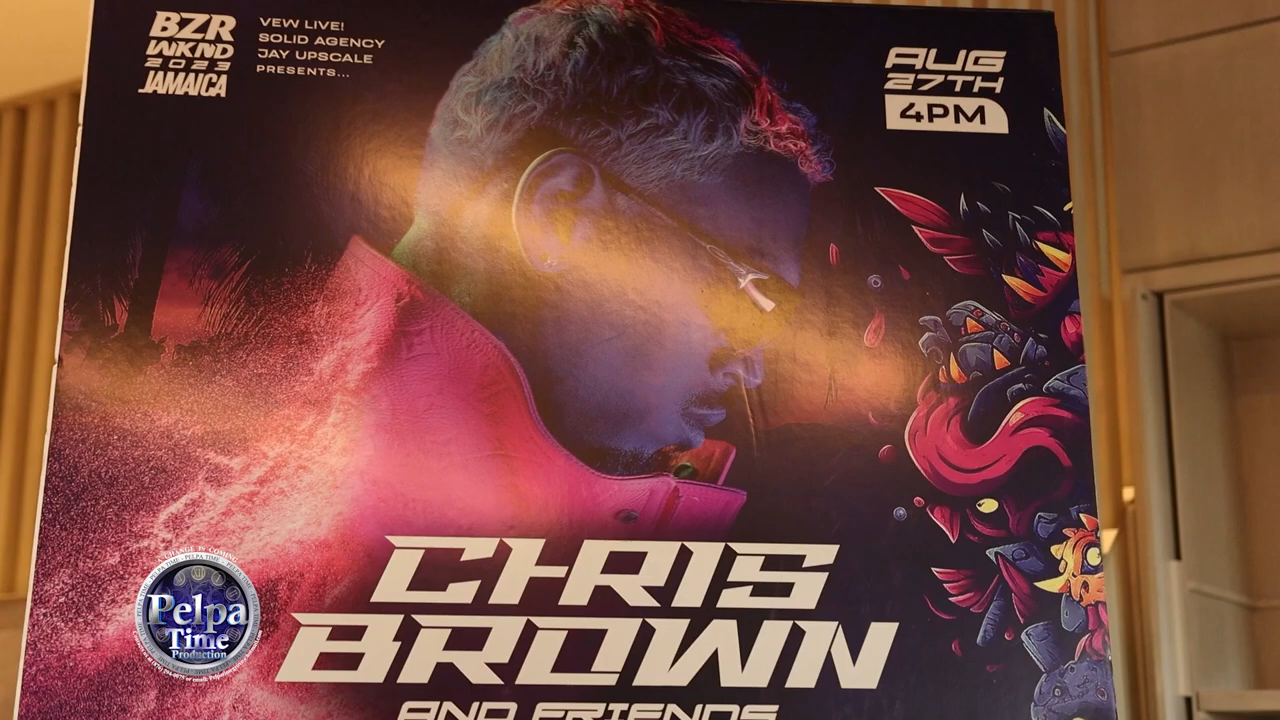 BZR
WKND
2023
JAMAICA
VEW LIVE!
SOLID AGENCY
JAY UPSCALE
PRESENTS...
AUG
27TH
4PM
CHRIS
BROWN
AND FRIENDS
Pelpa
Time
Production